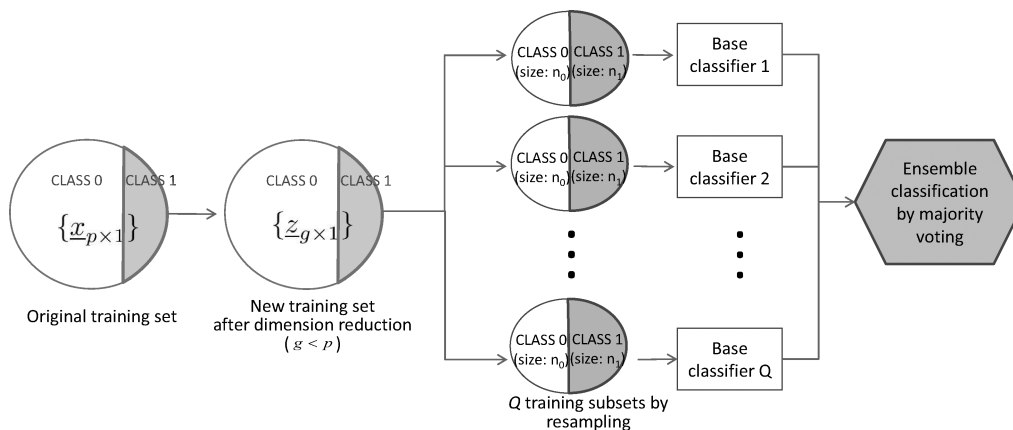 CLASS 0 CLASS 1
{x_{p×1}}
Original training set
CLASS 0 CLASS 1
{z_{g×1}}
New training set
after dimension reduction
( g < p )
CLASS 0 CLASS 1
(size: n₀) (size: n₁)
Base
classifier 1
CLASS 0 CLASS 1
(size: n₀) (size: n₁)
Base
classifier 2
CLASS 0 CLASS 1
(size: n₀) (size: n₁)
Base
classifier Q
Q training subsets by
resampling
Ensemble
classification
by majority
voting